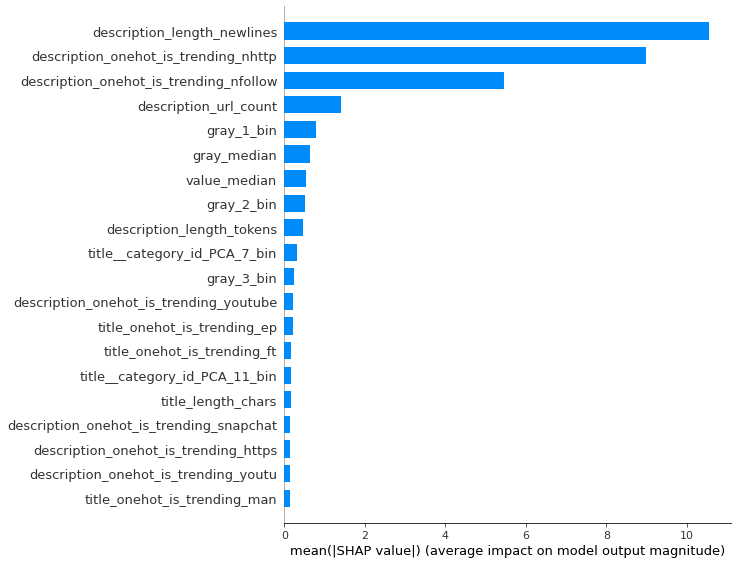 description_length_newlines
description_onehot_is_trending_nhttp
description_onehot_is_trending_nfollow
description_url_count
gray_1_bin
gray_median
value_median
gray_2_bin
description_length_tokens
title__category_id_PCA_7_bin
gray_3_bin
description_onehot_is_trending_youtube
title_onehot_is_trending_ep
title_onehot_is_trending_ft
title__category_id_PCA_11_bin
title_length_chars
description_onehot_is_trending_snapchat
description_onehot_is_trending_https
description_onehot_is_trending_youtu
title_onehot_is_trending_man
0 2 4 6 8 10
mean(|SHAP value|) (average impact on model output magnitude)